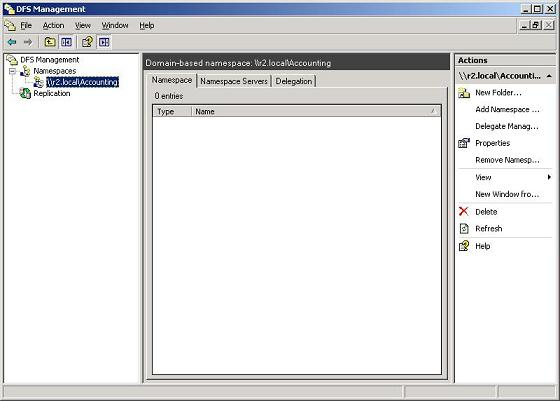 DFS Management
File Action View Window Help
DFS Management
Namespaces
\\r2.local\Accounting
Replication
Domain-based namespace: \\r2.local\Accounting
Namespace Namespace Servers Delegation
0 entries
Type Name
Actions
\\r2.local\Accounti...
New Folder...
Add Namespace ...
Delegate Manag...
Properties
Remove Namesp...
View
New Window fro...
Delete
Refresh
Help